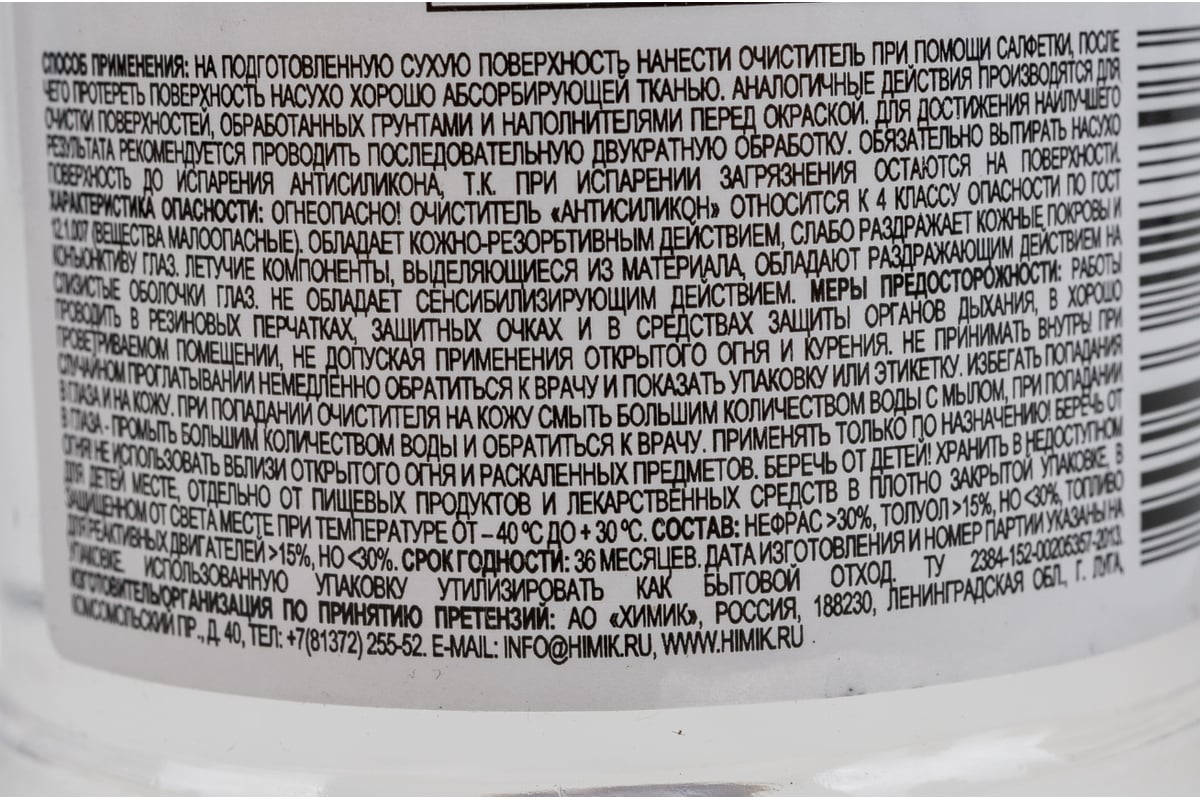 СПОСОБ ПРИМЕНЕНИЯ: НА ПОДГОТОВЛЕННУЮ СУХУЮ ПОВЕРХНОСТЬ НАНЕСТИ ОЧИСТИТЕЛЬ ПРИ ПОМОЩИ САЛФЕТКИ, ПОСЛЕ
ЧЕГО ПРОТЕРЕТЬ ПОВЕРХНОСТЬ НАСУХО ХОРОШО АБСОРБИРУЮЩЕЙ ТКАНЬЮ. АНАЛОГИЧНЫЕ ДЕЙСТВИЯ ПРОИЗВОДЯТСЯ ДЛЯ
ОЧИСТКИ ПОВЕРХНОСТЕЙ, ОБРАБОТАННЫХ ГРУНТАМИ И НАПОЛНИТЕЛЯМИ ПЕРЕД ОКРАСКОЙ. ДЛЯ ДОСТИЖЕНИЯ НАИЛУЧШЕГО
РЕЗУЛЬТАТА РЕКОМЕНДУЕТСЯ ПРОВОДИТЬ ПОСЛЕДОВАТЕЛЬНУЮ ДВУКРАТНУЮ ОБРАБОТКУ. ОБЯЗАТЕЛЬНО ВЫТИРАТЬ НАСУХО
ПОВЕРХНОСТЬ ДО ИСПАРЕНИЯ АНТИСИЛИКОНА, Т.К. ПРИ ИСПАРЕНИИ ЗАГРЯЗНЕНИЯ ОСТАЮТСЯ НА ПОВЕРХНОСТИ.
ХАРАКТЕРИСТИКА ОПАСНОСТИ: ОГНЕОПАСНО! ОЧИСТИТЕЛЬ «АНТИСИЛИКОН» ОТНОСИТСЯ К 4 КЛАССУ ОПАСНОСТИ ПО ГОСТ
12.1.007 (ВЕЩЕСТВА МАЛООПАСНЫЕ). ОБЛАДАЕТ КОЖНО-РЕЗОРБТИВНЫМ ДЕЙСТВИЕМ, СЛАБО РАЗДРАЖАЕТ КОЖНЫЕ ПОКРОВЫ И
КОНЪЮНКТИВУ ГЛАЗ. ЛЕТУЧИЕ КОМПОНЕНТЫ, ВЫДЕЛЯЮЩИЕСЯ ИЗ МАТЕРИАЛА, ОБЛАДАЮТ РАЗДРАЖАЮЩИМ ДЕЙСТВИЕМ НА
СЛИЗИСТЫЕ ОБОЛОЧКИ ГЛАЗ. НЕ ОБЛАДАЕТ СЕНСИБИЛИЗИРУЮЩИМ ДЕЙСТВИЕМ. МЕРЫ ПРЕДОСТОРОЖНОСТИ: РАБОТЫ
ПРОВОДИТЬ В РЕЗИНОВЫХ ПЕРЧАТКАХ, ЗАЩИТНЫХ ОЧКАХ И В СРЕДСТВАХ ЗАЩИТЫ ОРГАНОВ ДЫХАНИЯ, В ХОРОШО
ПРОВЕТРИВАЕМОМ ПОМЕЩЕНИИ, НЕ ДОПУСКАЯ ПРИМЕНЕНИЯ ОТКРЫТОГО ОГНЯ И КУРЕНИЯ. НЕ ПРИНИМАТЬ ВНУТРЬ! ПРИ
СЛУЧАЙНОМ ПРОГЛАТЫВАНИИ НЕМЕДЛЕННО ОБРАТИТЬСЯ К ВРАЧУ И ПОКАЗАТЬ УПАКОВКУ ИЛИ ЭТИКЕТКУ. ИЗБЕГАТЬ ПОПАДАНИЯ
В ГЛАЗА И НА КОЖУ. ПРИ ПОПАДАНИИ ОЧИСТИТЕЛЯ НА КОЖУ СМЫТЬ БОЛЬШИМ КОЛИЧЕСТВОМ ВОДЫ С МЫЛОМ, ПРИ ПОПАДАНИИ
В ГЛАЗА - ПРОМЫТЬ БОЛЬШИМ КОЛИЧЕСТВОМ ВОДЫ И ОБРАТИТЬСЯ К ВРАЧУ. ПРИМЕНЯТЬ ТОЛЬКО ПО НАЗНАЧЕНИЮ! БЕРЕЧЬ ОТ
ОГНЯ! НЕ ИСПОЛЬЗОВАТЬ ВБЛИЗИ ОТКРЫТОГО ОГНЯ И РАСКАЛЕННЫХ ПРЕДМЕТОВ. БЕРЕЧЬ ОТ ДЕТЕЙ! ХРАНИТЬ В НЕДОСТУПНОМ
ДЛЯ ДЕТЕЙ МЕСТЕ, ОТДЕЛЬНО ОТ ПИЩЕВЫХ ПРОДУКТОВ И ЛЕКАРСТВЕННЫХ СРЕДСТВ В ПЛОТНО ЗАКРЫТОЙ УПАКОВКЕ, В
ЗАЩИЩЕННОМ ОТ СВЕТА МЕСТЕ ПРИ ТЕМПЕРАТУРЕ ОТ – 40 °С ДО + 30 °С. СОСТАВ: НЕФРАС >30%, ТОЛУОЛ >15%, НО <30%, ТОПЛИВО
ДЛЯ РЕАКТИВНЫХ ДВИГАТЕЛЕЙ >15%, НО <30%. СРОК ГОДНОСТИ: 36 МЕСЯЦЕВ. ДАТА ИЗГОТОВЛЕНИЯ И НОМЕР ПАРТИИ УКАЗАНЫ НА
УПАКОВКЕ. ИСПОЛЬЗОВАННУЮ УПАКОВКУ УТИЛИЗИРОВАТЬ КАК БЫТОВОЙ ОТХОД. ТУ 2384-152-00206357-2013.
ИЗГОТОВИТЕЛЬ/ОРГАНИЗАЦИЯ ПО ПРИНЯТИЮ ПРЕТЕНЗИЙ: АО «ХИМИК», РОССИЯ, 188230, ЛЕНИНГРАДСКАЯ ОБЛ., Г. ЛУГА,
КОМСОМОЛЬСКИЙ ПР., Д. 40, ТЕЛ: +7(81372) 255-52. E-MAIL: INFO@HIMIK.RU, WWW.HIMIK.RU